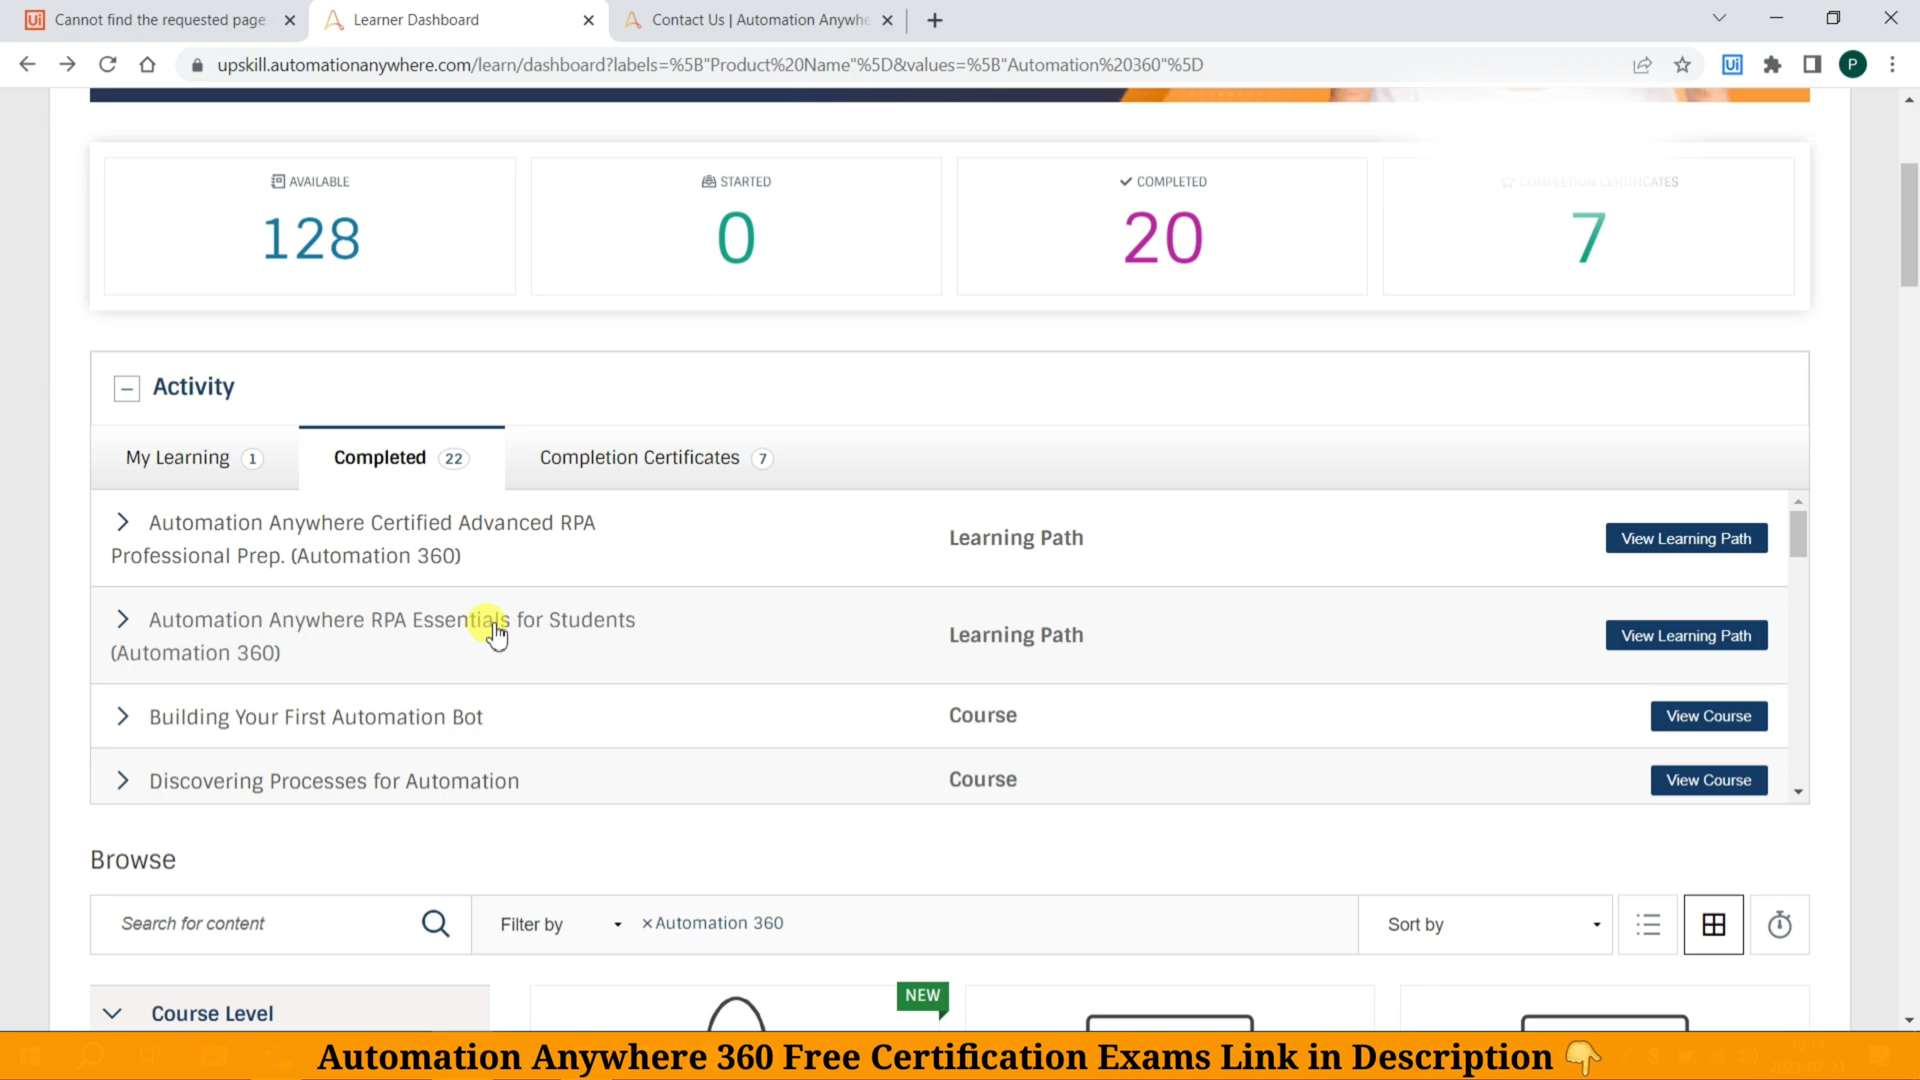 Cannot find the requested page
Learner Dashboard
Contact Us | Automation Anywhe
upskill.automationanywhere.com/learn/dashboard?labels=%5B"Product%20Name"%5D&values=%5B"Automation%20360"%5D
Ui
P
AVAILABLE
128
STARTED
0
COMPLETED
20
COMPLETION CERTIFICATES
7
Activity
My Learning 1
Completed 22
Completion Certificates 7
Automation Anywhere Certified Advanced RPA
Professional Prep. (Automation 360)
Learning Path
View Learning Path
Automation Anywhere RPA Essentials for Students
(Automation 360)
Learning Path
View Learning Path
Building Your First Automation Bot
Course
View Course
Discovering Processes for Automation
Course
View Course
Browse
Search for content
Filter by
×Automation 360
Sort by
Course Level
NEW
Automation Anywhere 360 Free Certification Exams Link in Description